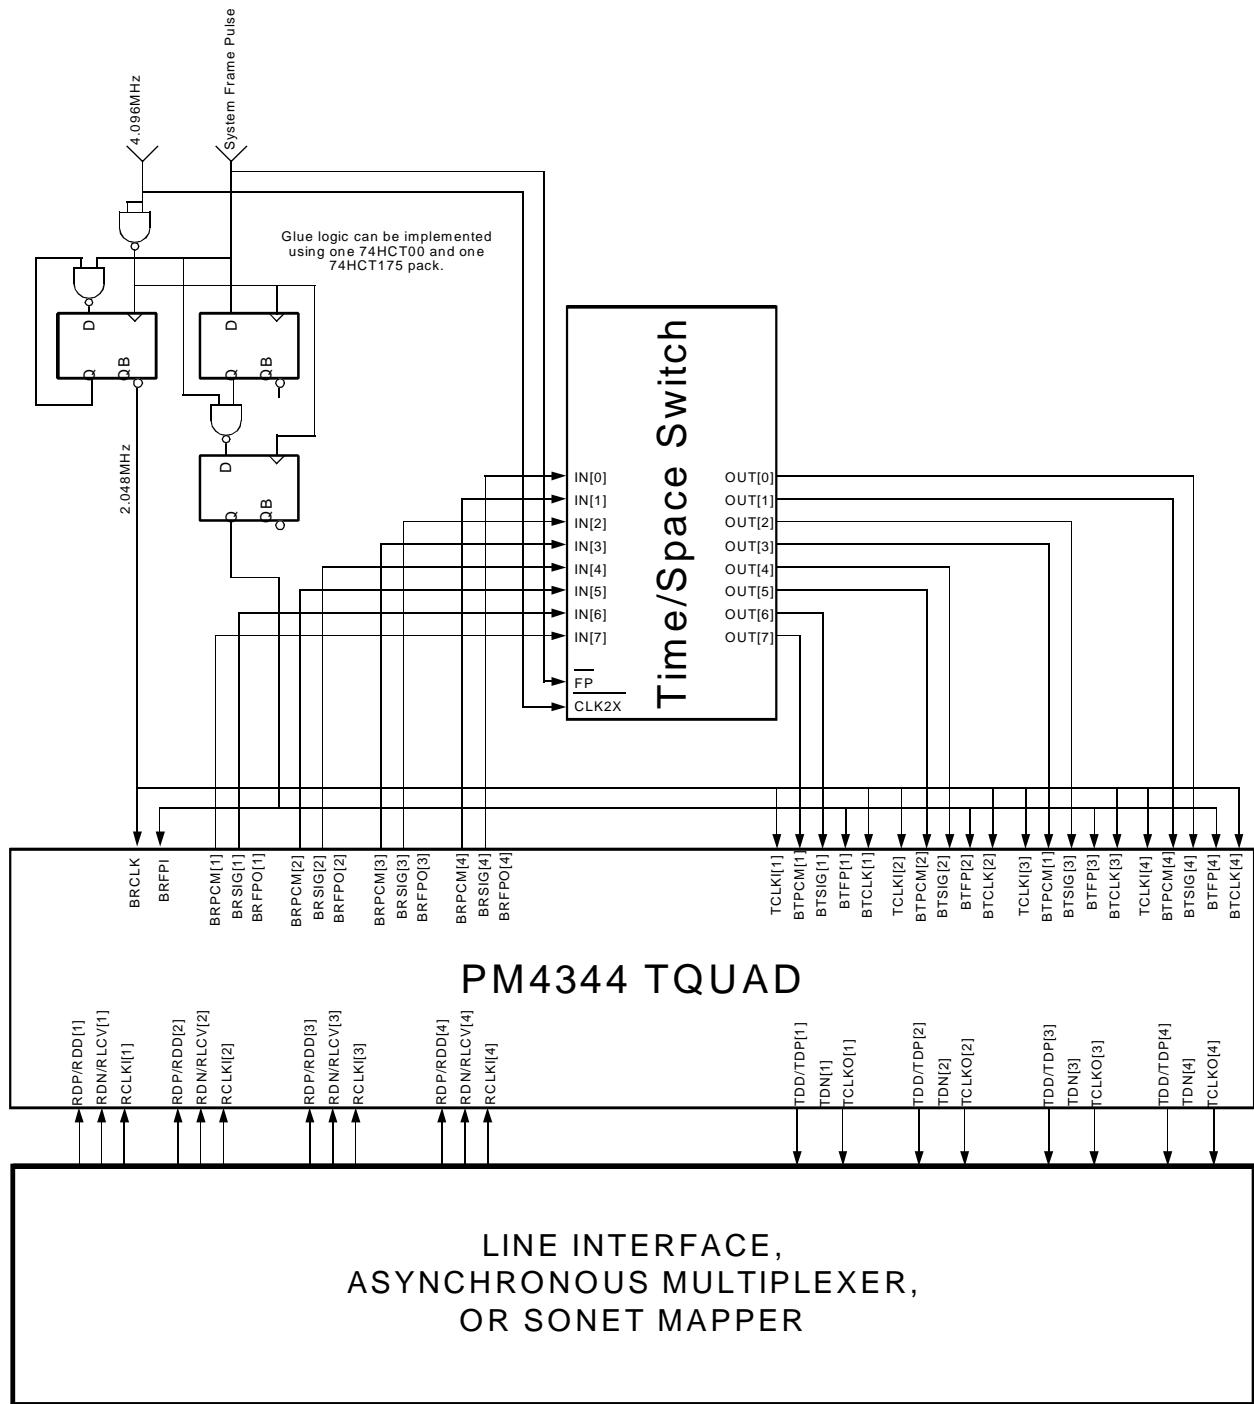 4.096MHz
System Frame Pulse
Glue logic can be implemented
using one 74HCT00 and one
74HCT175 pack.
D
Q
QB
D
Q
QB
D
Q
QB
2.048MHz
Time/Space Switch
IN[0]
IN[1]
IN[2]
IN[3]
IN[4]
IN[5]
IN[6]
IN[7]
FP
CLK2X
OUT[0]
OUT[1]
OUT[2]
OUT[3]
OUT[4]
OUT[5]
OUT[6]
OUT[7]
BRCLK
BRFPI
BRPCM[1]
BRSIG[1]
BRFPO[1]
BRPCM[2]
BRSIG[2]
BRFPO[2]
BRPCM[3]
BRSIG[3]
BRFPO[3]
BRPCM[4]
BRSIG[4]
BRFPO[4]
TCLKI[1]
BTPCM[1]
BTSIG[1]
BTFP[1]
BTCLK[1]
TCLKI[2]
BTPCM[2]
BTSIG[2]
BTFP[2]
BTCLK[2]
TCLKI[3]
BTPCM[1]
BTSIG[3]
BTFP[3]
BTCLK[3]
TCLKI[4]
BTPCM[4]
BTSIG[4]
BTFP[4]
BTCLK[4]
PM4344 TQUAD
RDP/RDD[1]
RDN/RLCV[1]
RCLKI[1]
RDP/RDD[2]
RDN/RLCV[2]
RCLKI[2]
RDP/RDD[3]
RDN/RLCV[3]
RCLKI[3]
RDP/RDD[4]
RDN/RLCV[4]
RCLKI[4]
TDD/TDP[1]
TDN[1]
TCLKO[1]
TDD/TDP[2]
TDN[2]
TCLKO[2]
TDD/TDP[3]
TDN[3]
TCLKO[3]
TDD/TDP[4]
TDN[4]
TCLKO[4]
LINE INTERFACE,
ASYNCHRONOUS MULTIPLEXER,
OR SONET MAPPER